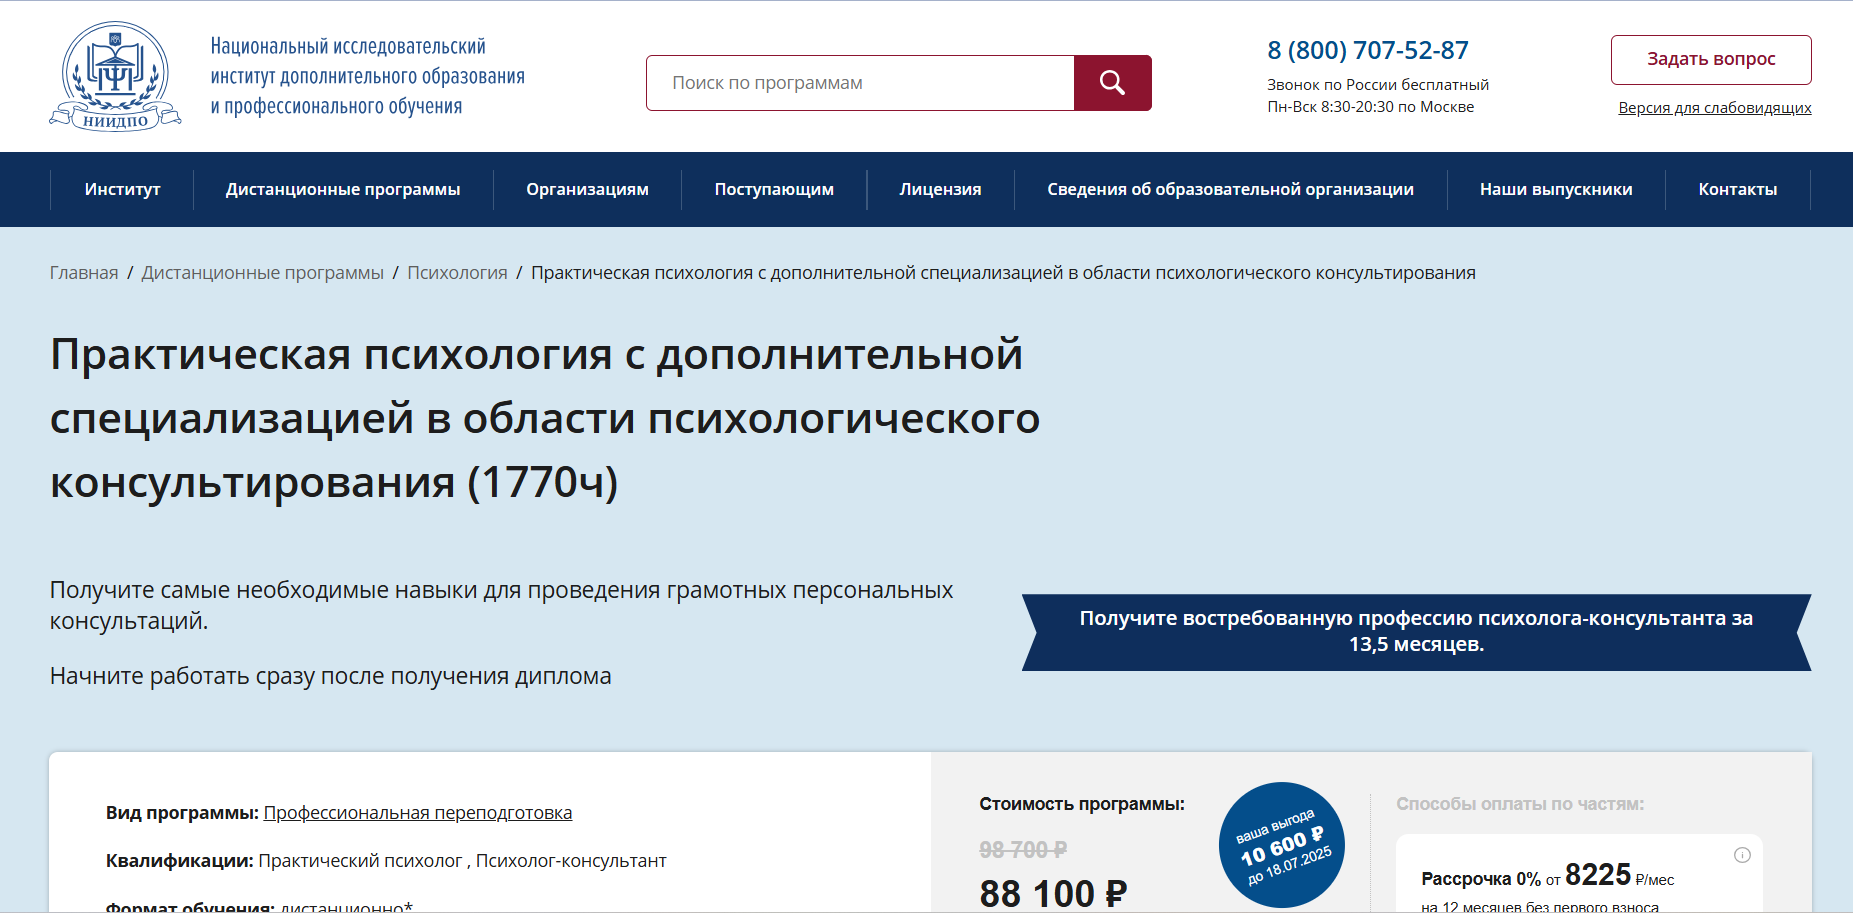 НИИДПО
Национальный исследовательский
институт дополнительного образования
и профессионального обучения
Поиск по программам
8 (800) 707-52-87
Звонок по России бесплатный
Пн-Вск 8:30-20:30 по Москве
Задать вопрос
Версия для слабовидящих
Институт
Дистанционные программы
Организациям
Поступающим
Лицензия
Сведения об образовательной организации
Наши выпускники
Контакты
Главная / Дистанционные программы / Психология / Практическая психология с дополнительной специализацией в области психологического консультирования
Практическая психология с дополнительной
специализацией в области психологического
консультирования (1770ч)
Получите самые необходимые навыки для проведения грамотных персональных
консультаций.
Начните работать сразу после получения диплома
Получите востребованную профессию психолога-консультанта за
13,5 месяцев.
Вид программы: Профессиональная переподготовка
Квалификации: Практический психолог , Психолог-консультант
Формат обучения: дистанционно*
Стоимость программы:
98 700 ₽
88 100 ₽
ваша выгода
10 600 ₽
до 18.07.2025
Способы оплаты по частям:
Рассрочка 0% от 8225 ₽/мес
на 12 месяцев без первого взноса